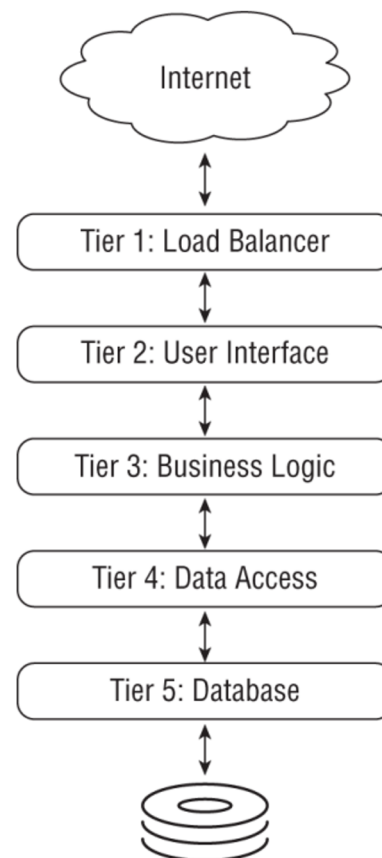 Internet
Tier 1: Load Balancer
Tier 2: User Interface
Tier 3: Business Logic
Tier 4: Data Access
Tier 5: Database